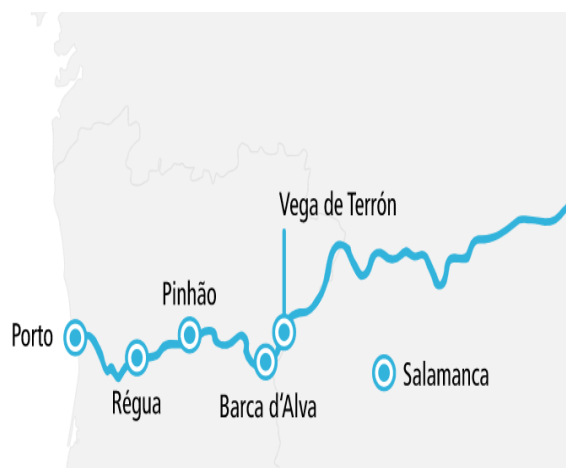 Vega de Terrón
Pinhão
Porto
Salamanca
Régua
Barca d'Alva